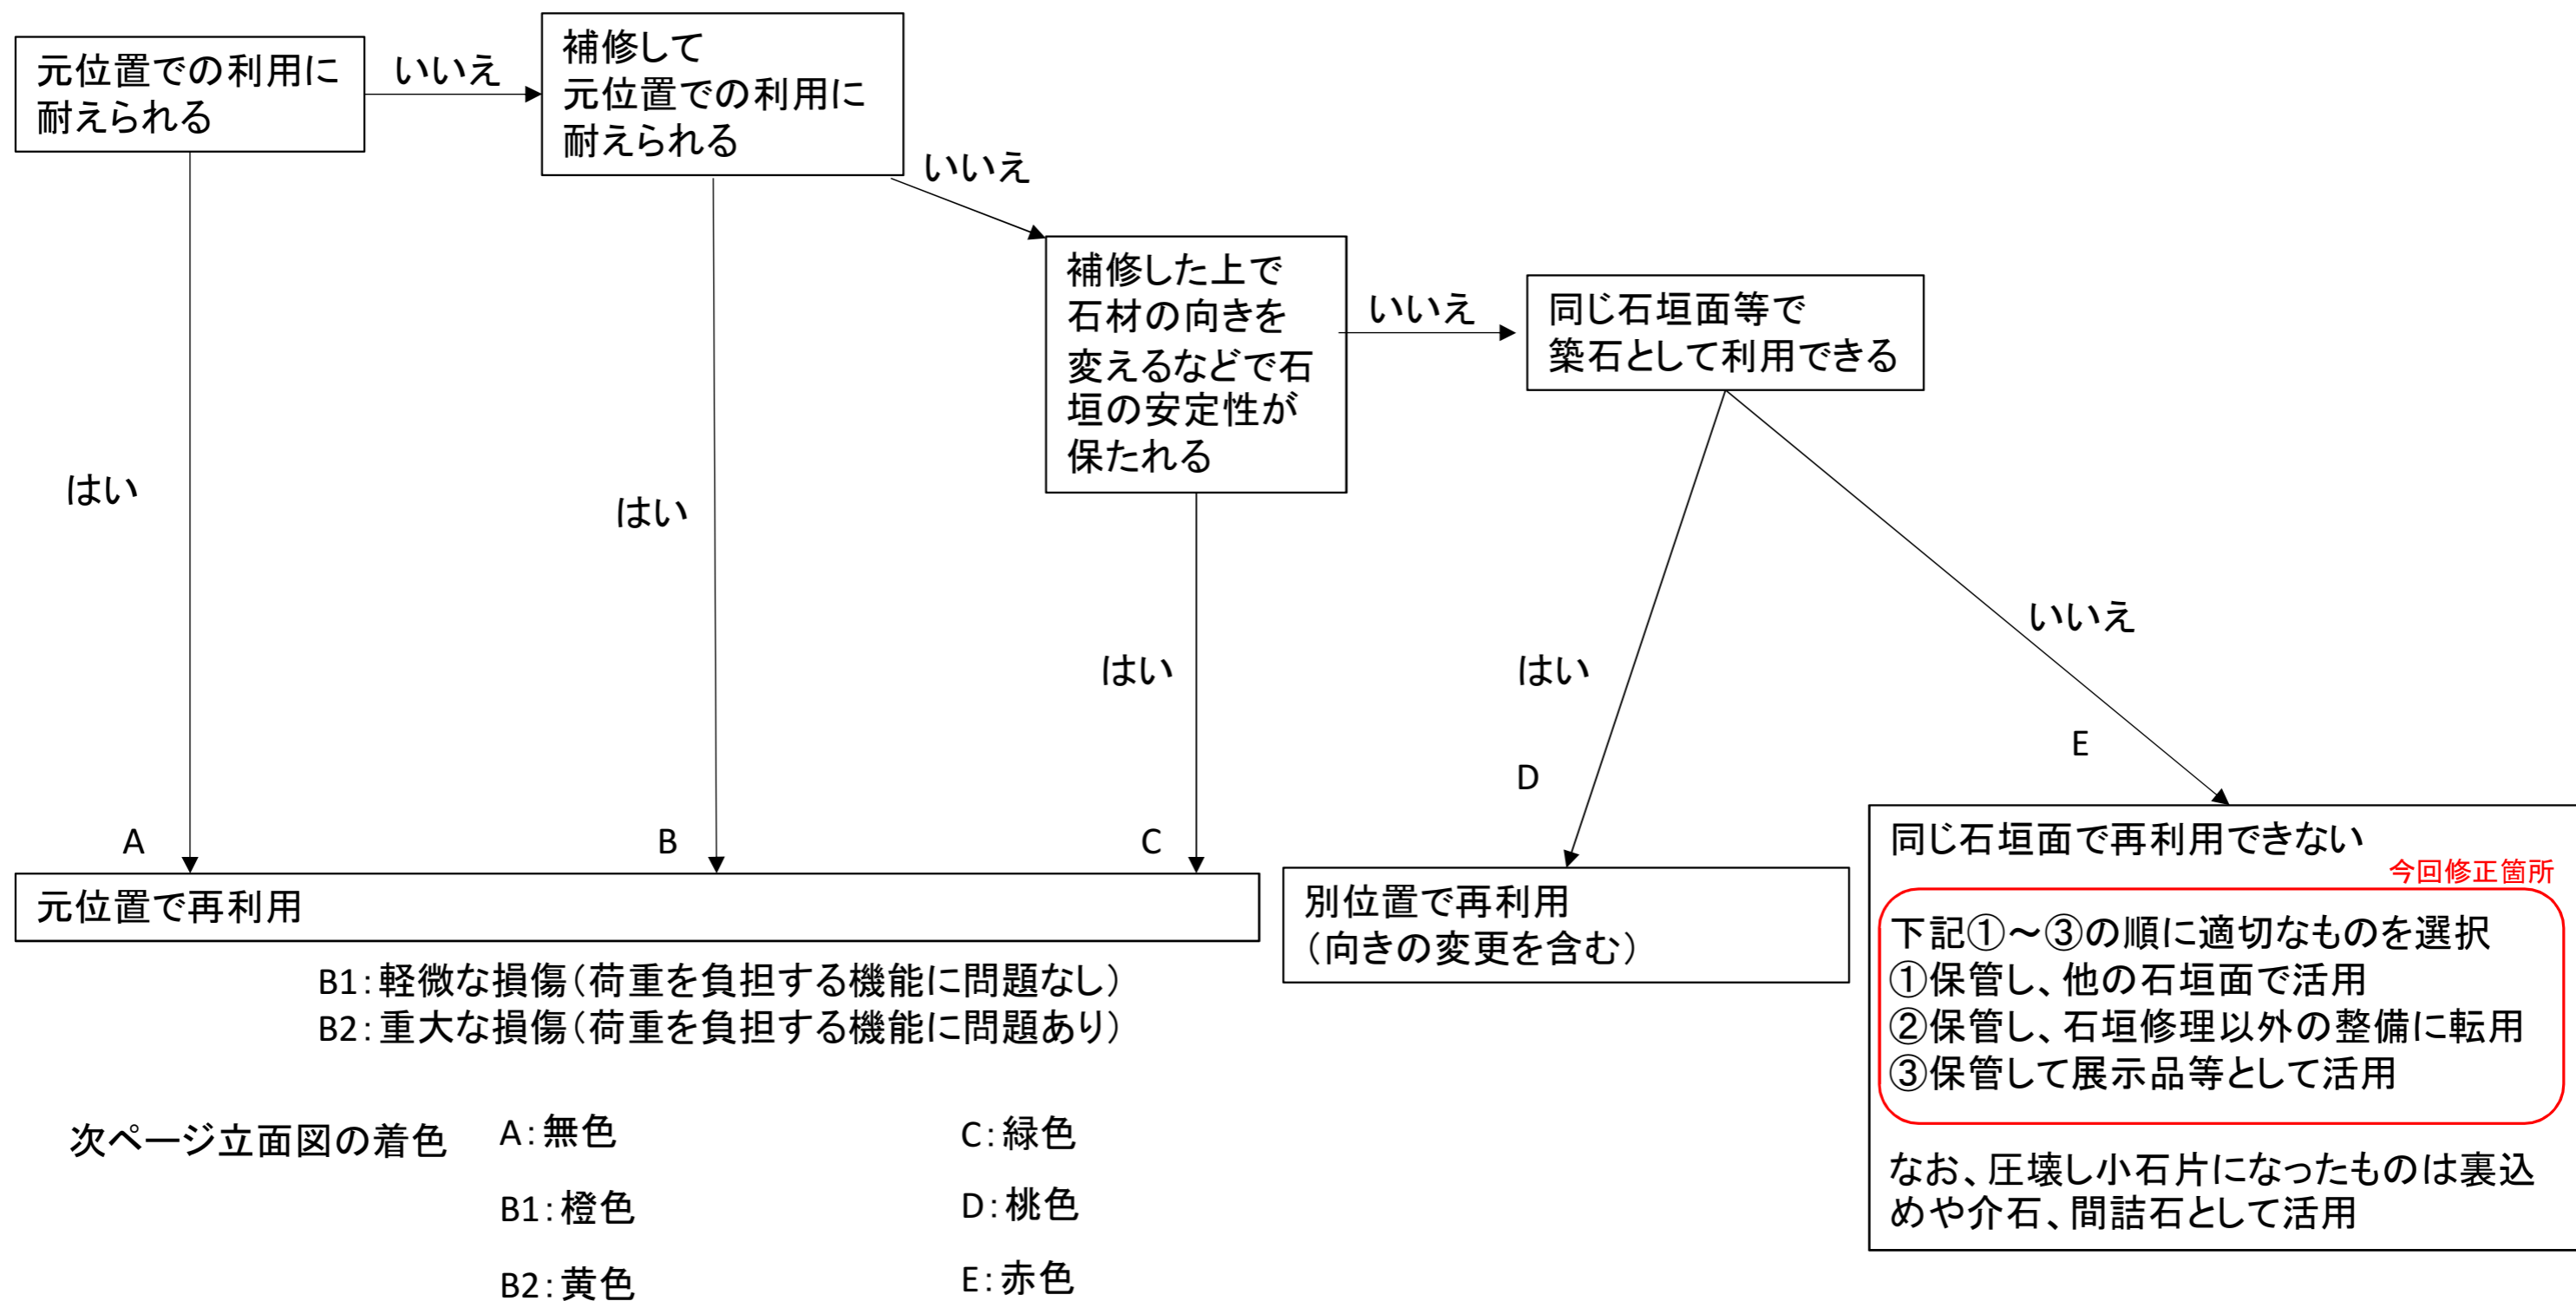 元位置での利用に
耐えられる
いいえ
補修して
元位置での利用に
耐えられる
いいえ
補修した上で
石材の向きを
変えるなどで石
垣の安定性が
保たれる
いいえ
同じ石垣面等で
築石として利用できる
はい
はい
はい
はい
いいえ
A
B
C
D
E
元位置で再利用
別位置で再利用
（向きの変更を含む）
同じ石垣面で再利用できない
今回修正箇所
下記①～③の順に適切なものを選択
①保管し、他の石垣面で活用
②保管し、石垣修理以外の整備に転用
③保管して展示品等として活用
なお、圧壊し小石片になったものは裏込
めや介石、間詰石として活用
B1：軽微な損傷（荷重を負担する機能に問題なし）
B2：重大な損傷（荷重を負担する機能に問題あり）
次ページ立面図の着色
A：無色
B1：橙色
B2：黄色
C：緑色
D：桃色
E：赤色